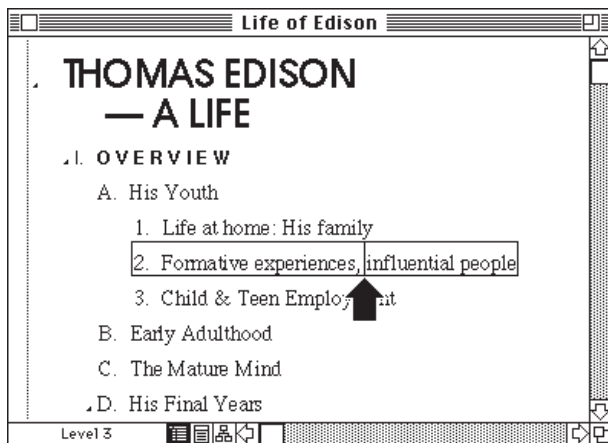 Life of Edison
THOMAS EDISON
— A LIFE
I. OVERVIEW
A. His Youth
1. Life at home: His family
2. Formative experiences, influential people
3. Child & Teen
B. Early Adulthood
C. The Mature Mind
D. His Final Years
Level 3